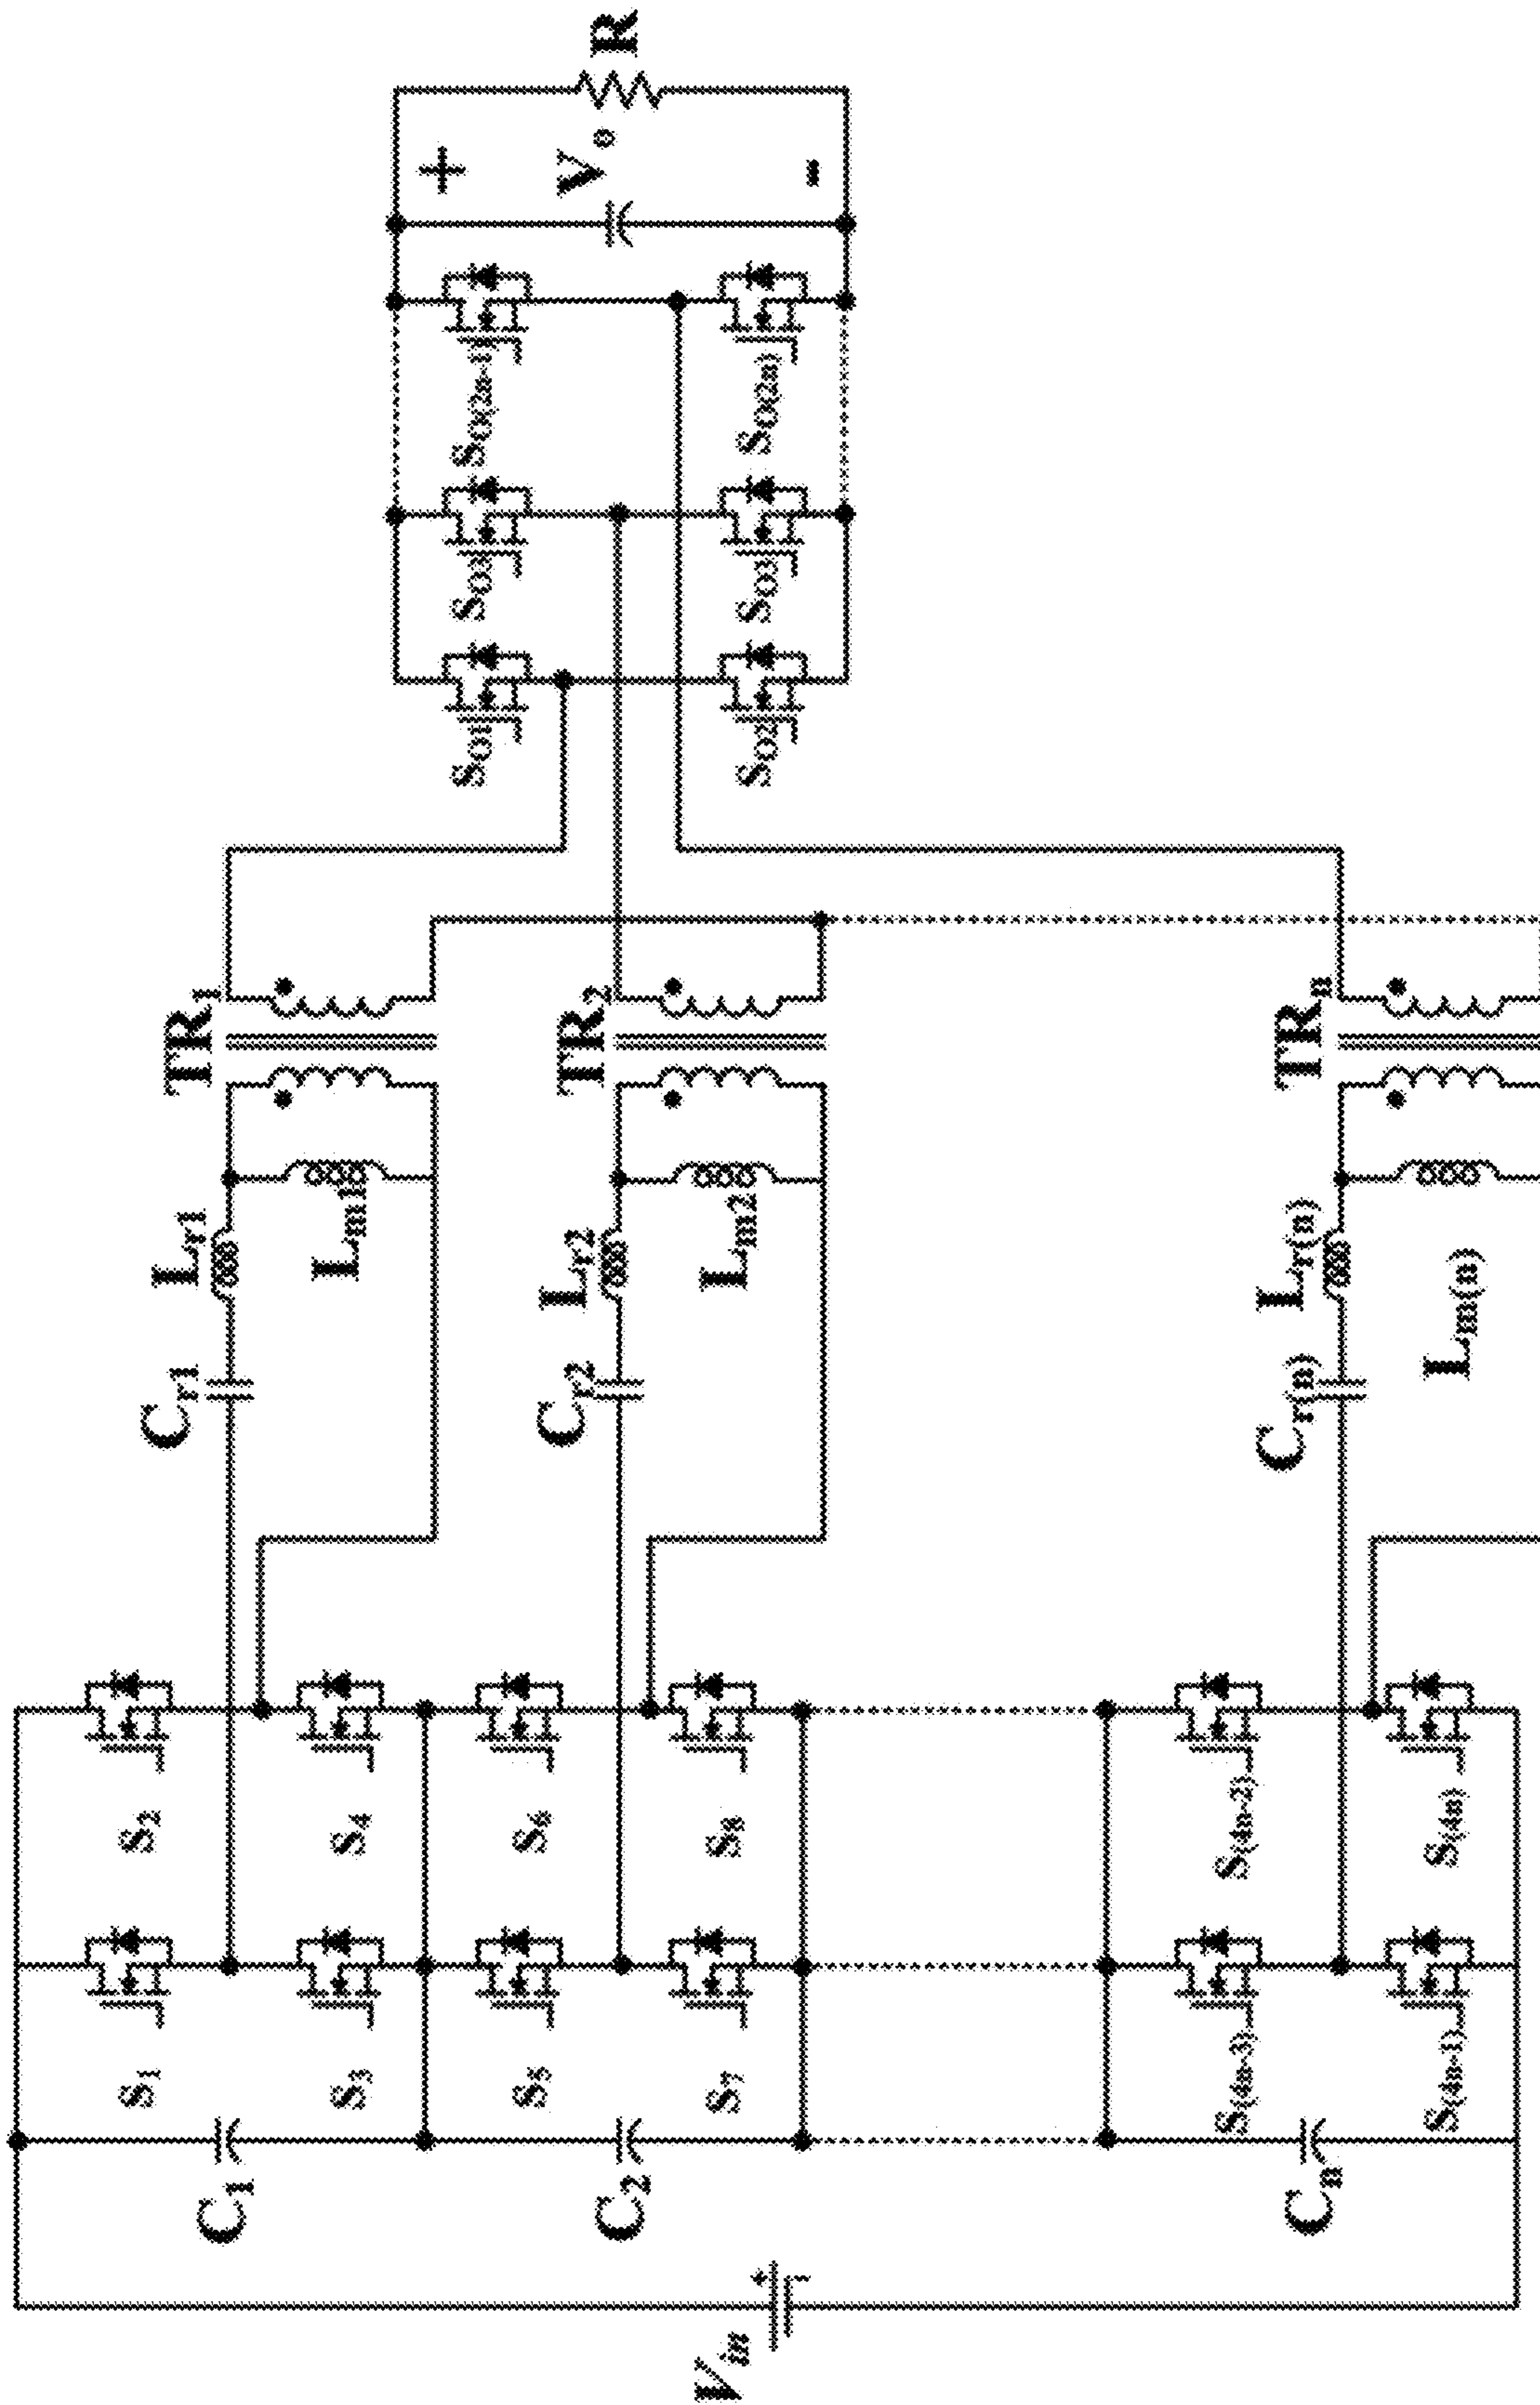 V_in
C_1
C_2
C_n
S_1
S_3
S_5
S_7
S_(4n-3)
S_(4n-1)
S_2
S_4
S_6
S_8
S_(4n-2)
S_(4n)
C_r1
C_r2
C_r(n)
L_r1
L_r2
L_r(n)
L_m1
L_m2
L_m(n)
TR_1
TR_2
TR_n
S_O1
S_O2
S_O3
S_O3
S_O(2n-1)
S_O(2n)
+
V_o
-
R